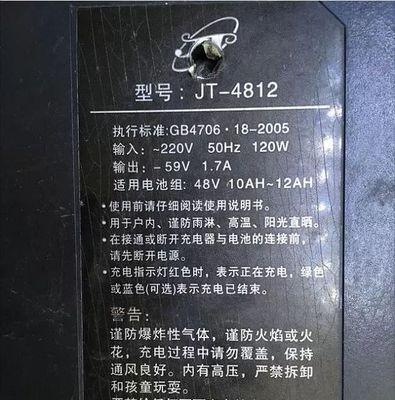 型号: JT-4812
执行标准:GB4706·18-2005
输入: ~220V 50Hz 120W
输出: ⎓59V 1.7A
适用电池组: 48V 10AH~12AH
•使用前请仔细阅读使用说明书。
•用于户内、谨防雨淋、高温、阳光直晒。
•在接通或断开充电器与电池的连接前,
请先断开电源。
•充电指示灯红色时, 表示正在充电, 绿色
或蓝色(可选)表示充电已结束。
警告:
谨防爆炸性气体, 谨防火焰或火
花, 充电过程中请勿覆盖, 保持
通风良好。内有高压, 严禁拆卸
和孩童玩耍。